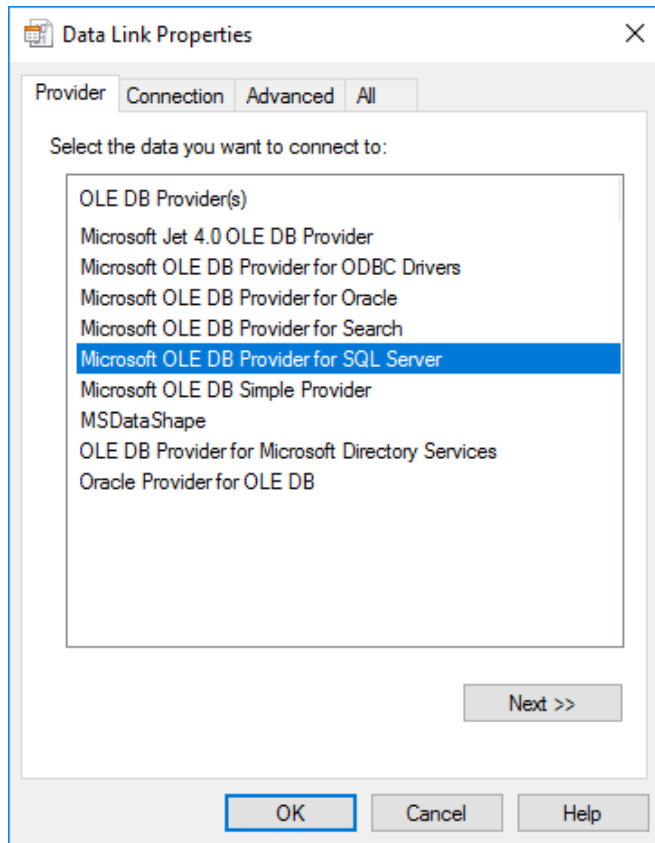 Data Link Properties
Provider Connection Advanced All
Select the data you want to connect to:
OLE DB Provider(s)
Microsoft Jet 4.0 OLE DB Provider
Microsoft OLE DB Provider for ODBC Drivers
Microsoft OLE DB Provider for Oracle
Microsoft OLE DB Provider for Search
Microsoft OLE DB Provider for SQL Server
Microsoft OLE DB Simple Provider
MSDataShape
OLE DB Provider for Microsoft Directory Services
Oracle Provider for OLE DB
Next >>
OK Cancel Help